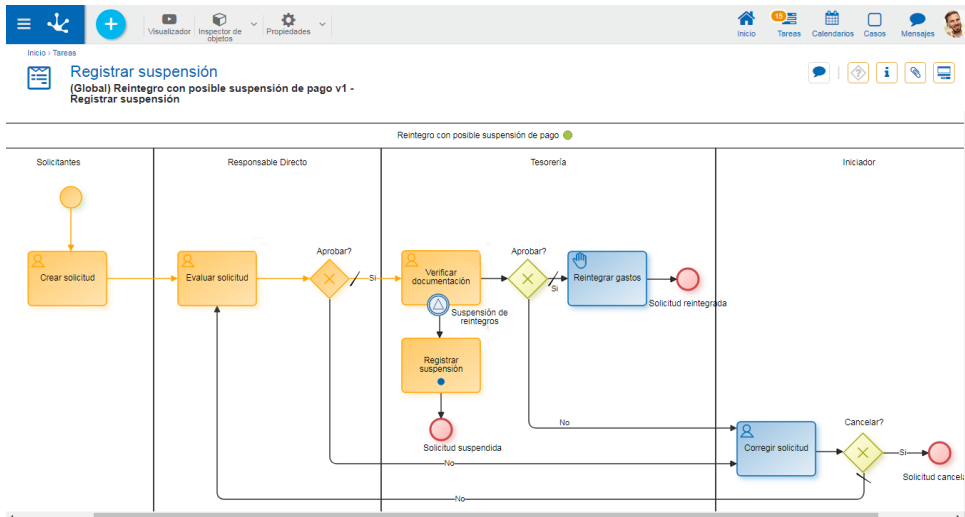 Visualizador
Inspector de
objetos
Propiedades
Inicio
15
Tareas
Calendarios
Casos
Mensajes
Inicio › Tareas
Registrar suspensión
(Global) Reintegro con posible suspensión de pago v1 -
Registrar suspensión
Reintegro con posible suspensión de pago
Solicitantes
Responsable Directo
Tesorería
Iniciador
Crear solicitud
Evaluar solicitud
Aprobar?
Si
Verificar
documentación
Suspensión de
reintegros
Aprobar?
Si
Reintegrar gastos
Solicitud reintegrada
Registrar
suspensión
Solicitud suspendida
No
No
No
Corregir solicitud
Cancelar?
Si
Solicitud cancela